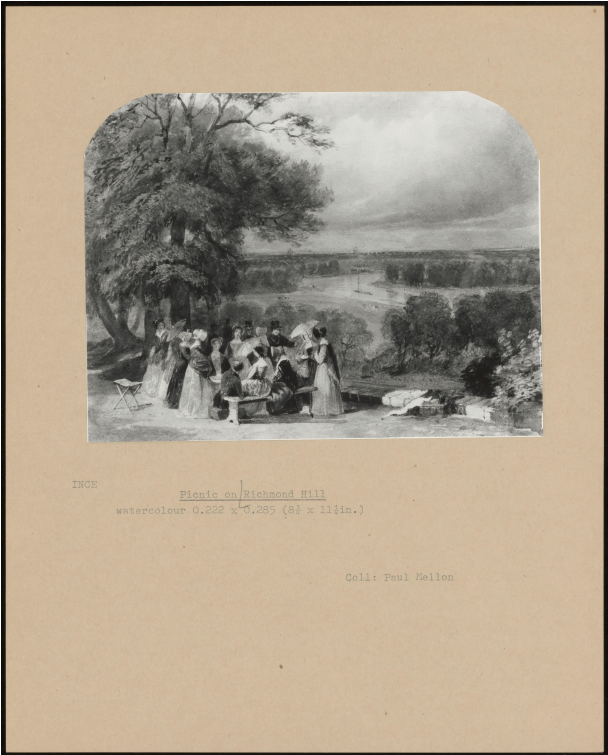 INCE
Picnic on Richmond Hill
watercolour 0.222 x 0.285 (8¾ x 11¼in.)
Coll: Paul Mellon